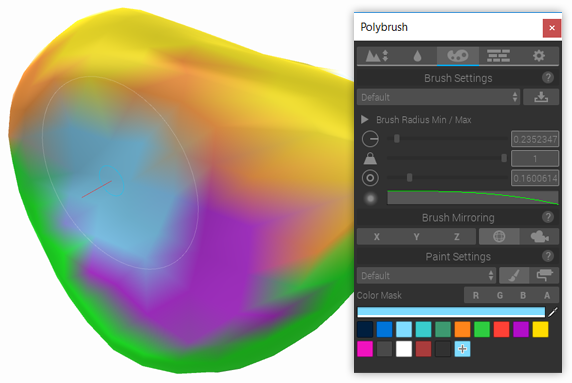 Polybrush
Brush Settings ?
Default
Brush Radius Min / Max
0.2352347
1
0.1600614
Brush Mirroring ?
X Y Z
Paint Settings ?
Default
Color Mask R G B A